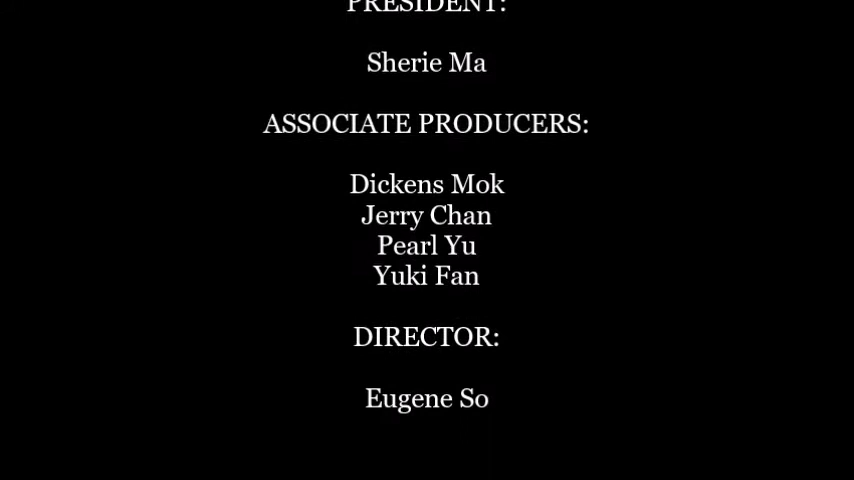 PRESIDENT:
Sherie Ma
ASSOCIATE PRODUCERS:
Dickens Mok
Jerry Chan
Pearl Yu
Yuki Fan
DIRECTOR:
Eugene So